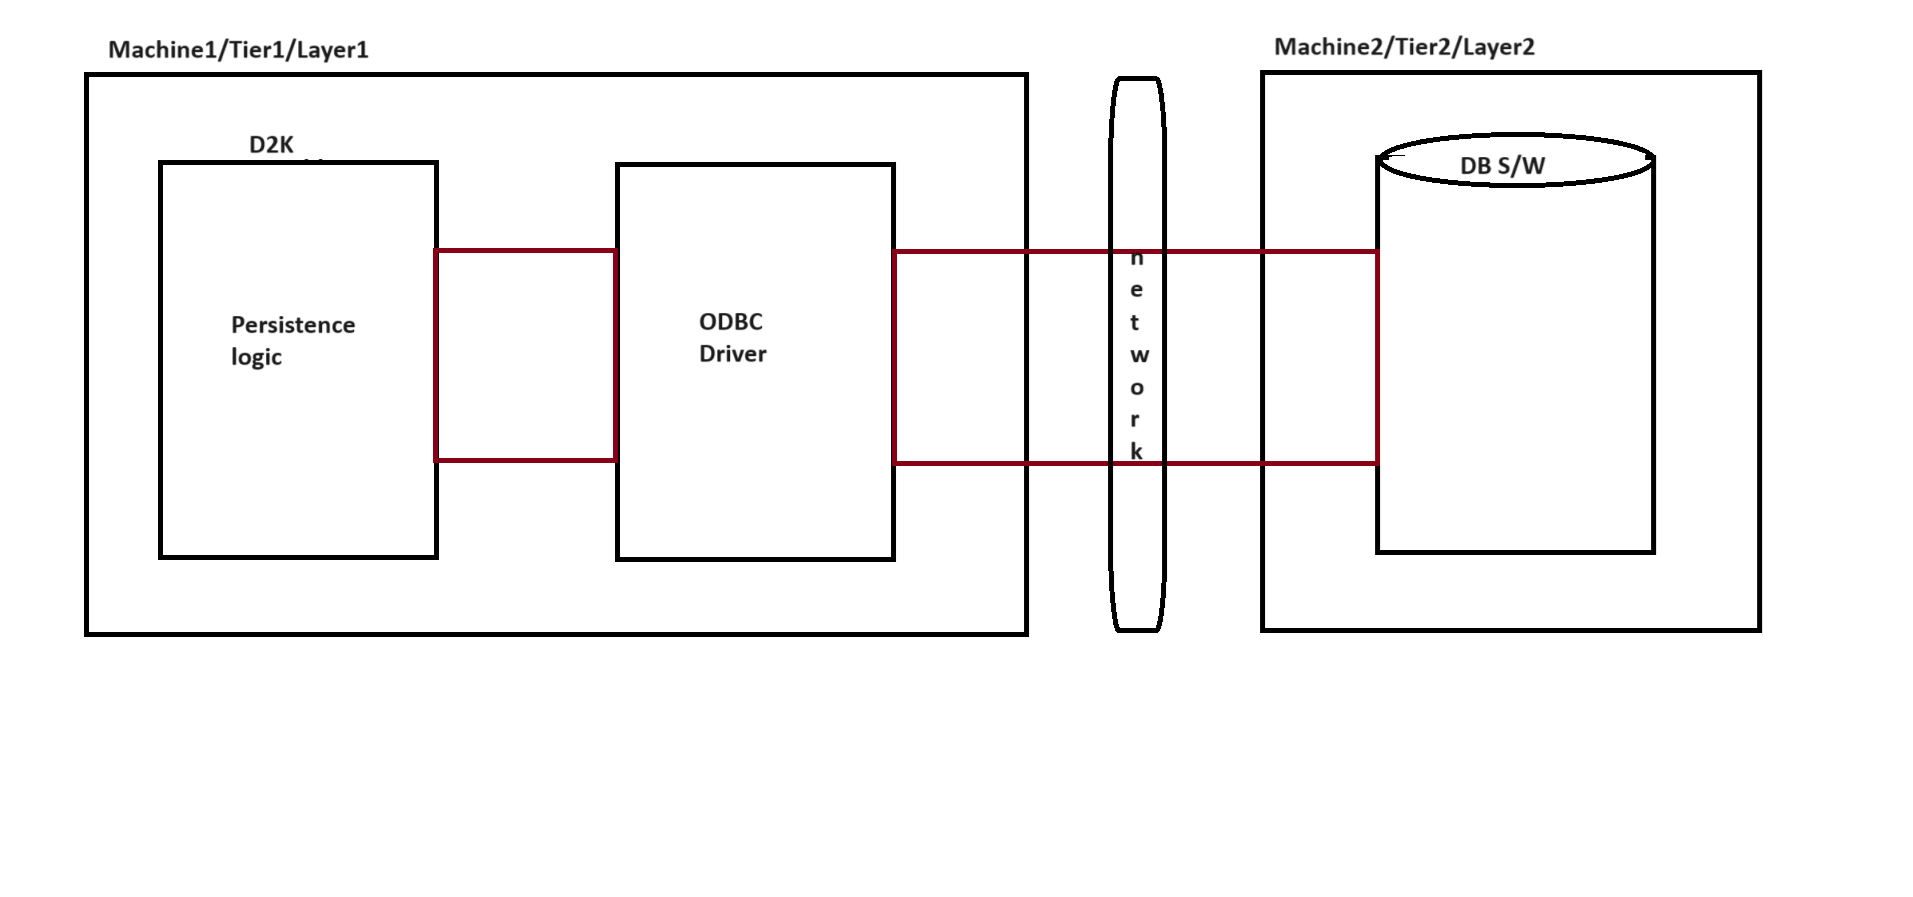 Machine1/Tier1/Layer1
Machine2/Tier2/Layer2
D2K
DB S/W
Persistence
logic
ODBC
Driver
n
e
t
w
o
r
k